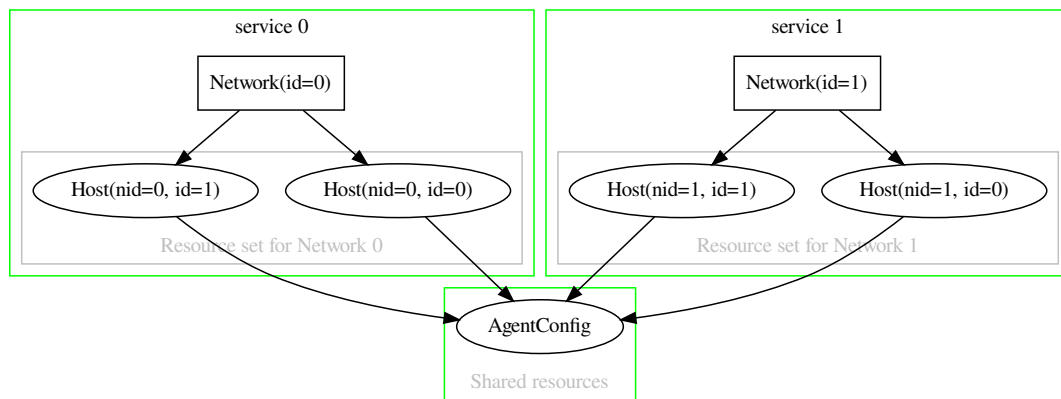 service 0
service 1
Network(id=0)
Network(id=1)
Host(nid=0, id=1)
Host(nid=0, id=0)
Host(nid=1, id=1)
Host(nid=1, id=0)
Resource set for Network 0
Resource set for Network 1
AgentConfig
Shared resources